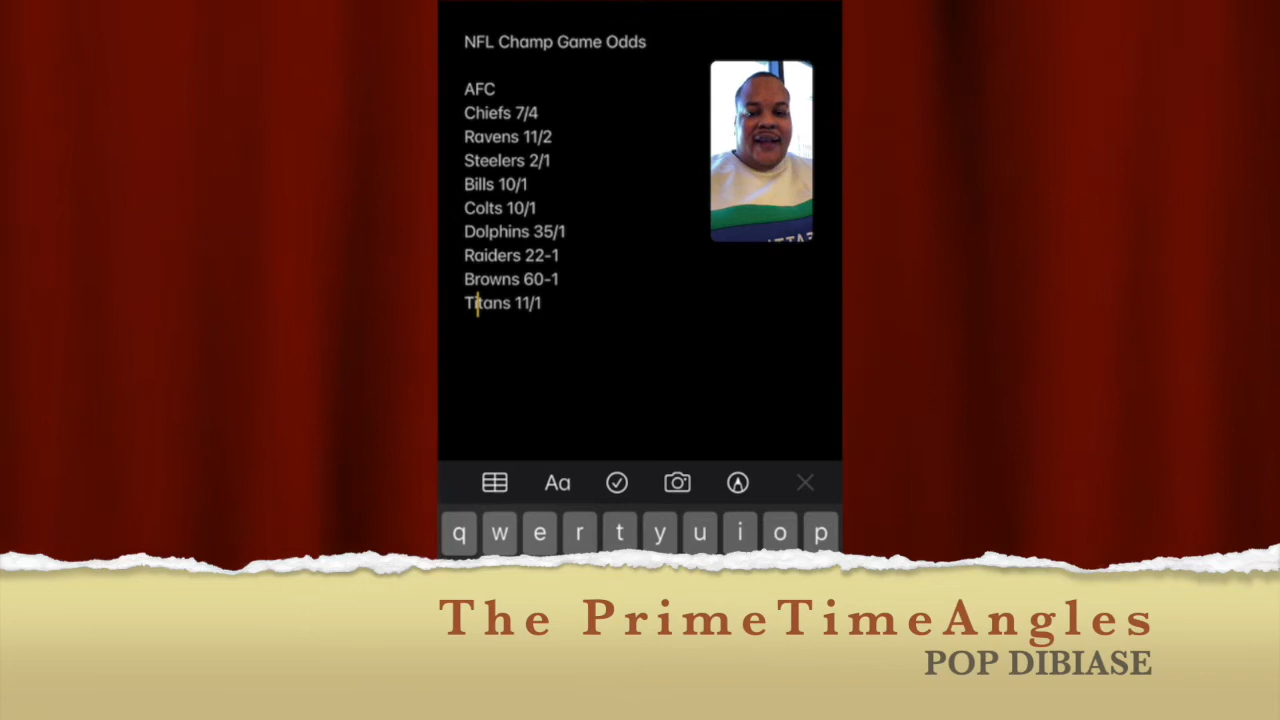 NFL Champ Game Odds
AFC
Chiefs 7/4
Ravens 11/2
Steelers 2/1
Bills 10/1
Colts 10/1
Dolphins 35/1
Raiders 22-1
Browns 60-1
Titans 11/1
Aa
q w e r t y u i o p
The PrimeTimeAngles
POP DIBIASE